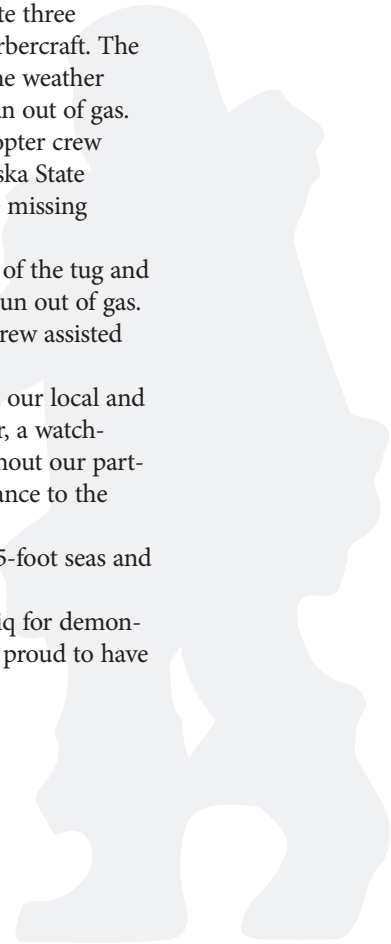 te three
rbercraft. The
ne weather
un out of gas.
opter crew
ska State
missing
of the tug and
run out of gas.
rew assisted
our local and
r, a watch-
hout our part-
ance to the
5-foot seas and
iq for demon-
proud to have